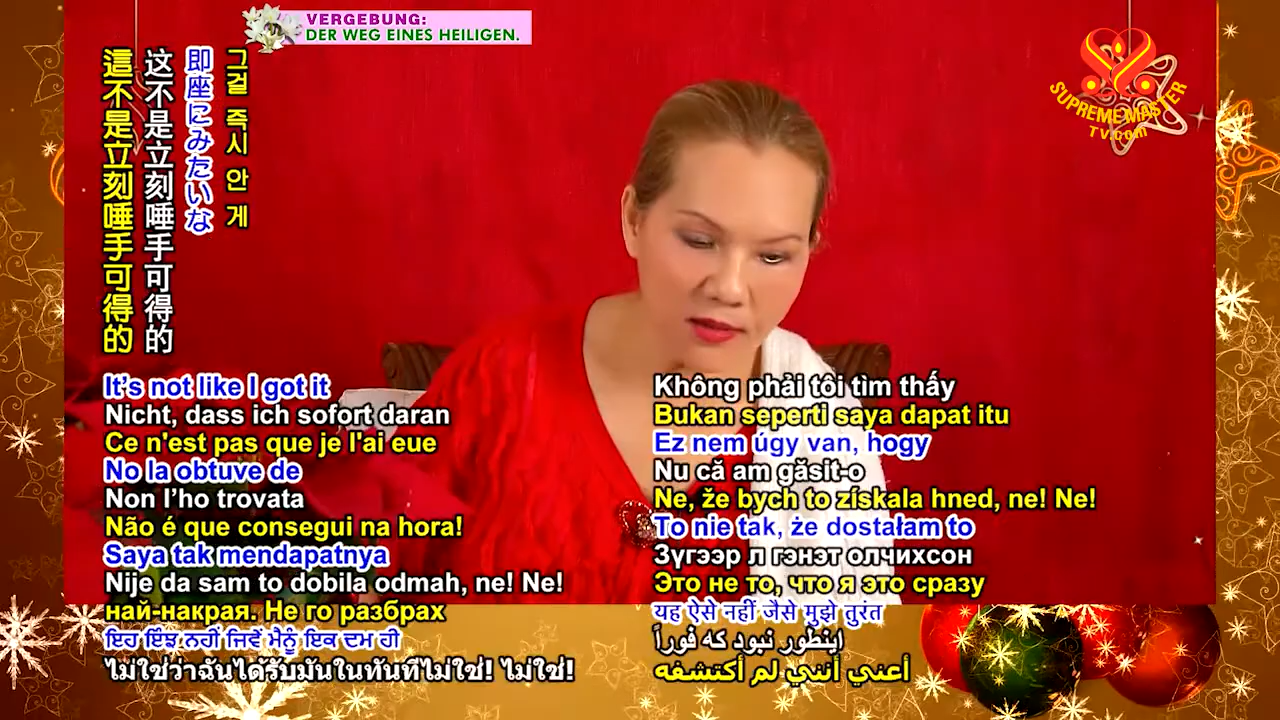 VERGEBUNG:
DER WEG EINES HEILIGEN.
SUPREME MASTER
TV.com
這不是立刻唾手可得的
这不是立刻唾手可得的
即座にみたいな
그걸 즉시 안 게
It's not like I got it
Nicht, dass ich sofort daran
Ce n'est pas que je l'ai eue
No la obtuve de
Non l'ho trovata
Não é que consegui na hora!
Saya tak mendapatnya
Nije da sam to dobila odmah, ne! Ne!
най-накрая. Не го разбрах
ਇਹ ਇੰਝ ਨਹੀਂ ਜਿਵੇਂ ਮੈਨੂੰ ਇਕ ਦਮ ਹੀ
ไม่ใช่ว่าฉันได้รับมันในทันทีไม่ใช่! ไม่ใช่!
Không phải tôi tìm thấy
Bukan seperti saya dapat itu
Ez nem úgy van, hogy
Nu că am găsit-o
Ne, že bych to získala hned, ne! Ne!
To nie tak, że dostałam to
Зүгээр л гэнэт олчихсон
Это не то, что я это сразу
यह ऐसे नहीं जैसे मुझे तुरंत
اینطور نبود که فوراً
أعني أنني لم أكتشفه